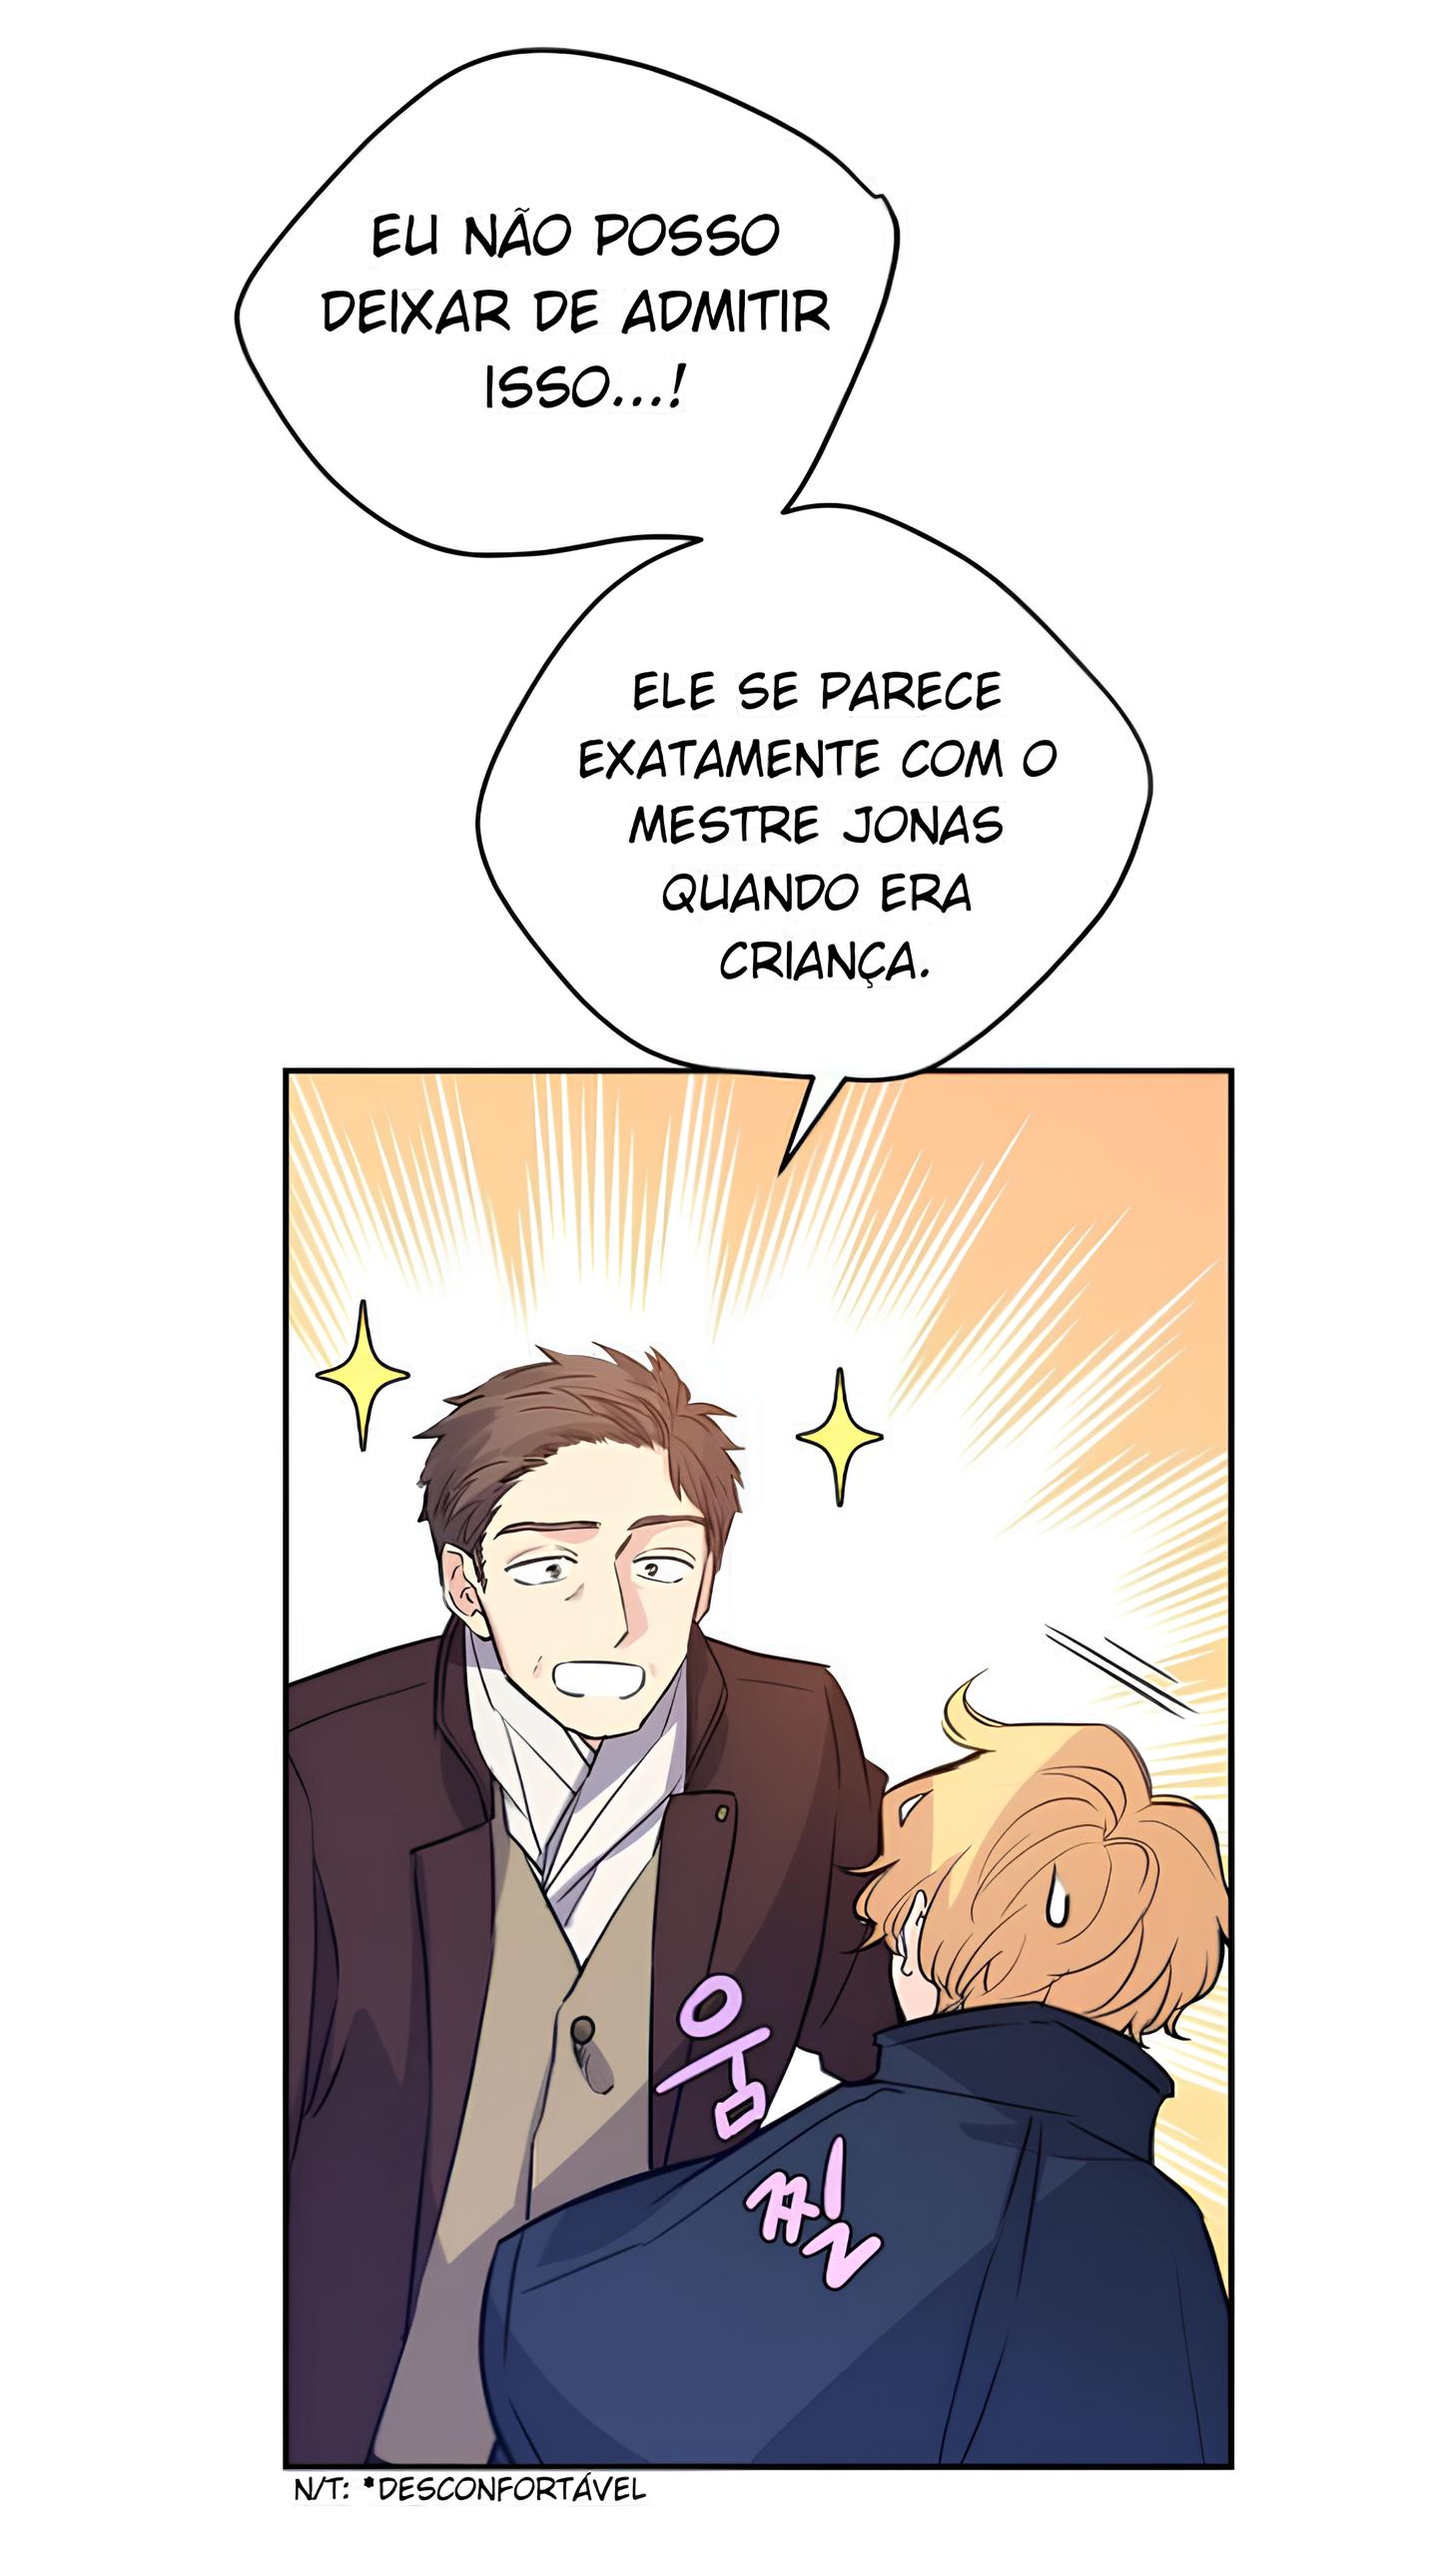 EU NÃO POSSO
DEIXAR DE ADMITIR
ISSO...!
ELE SE PARECE
EXATAMENTE COM O
MESTRE JONAS
QUANDO ERA
CRIANÇA.
움
찔
N/T: *DESCONFORTÁVEL